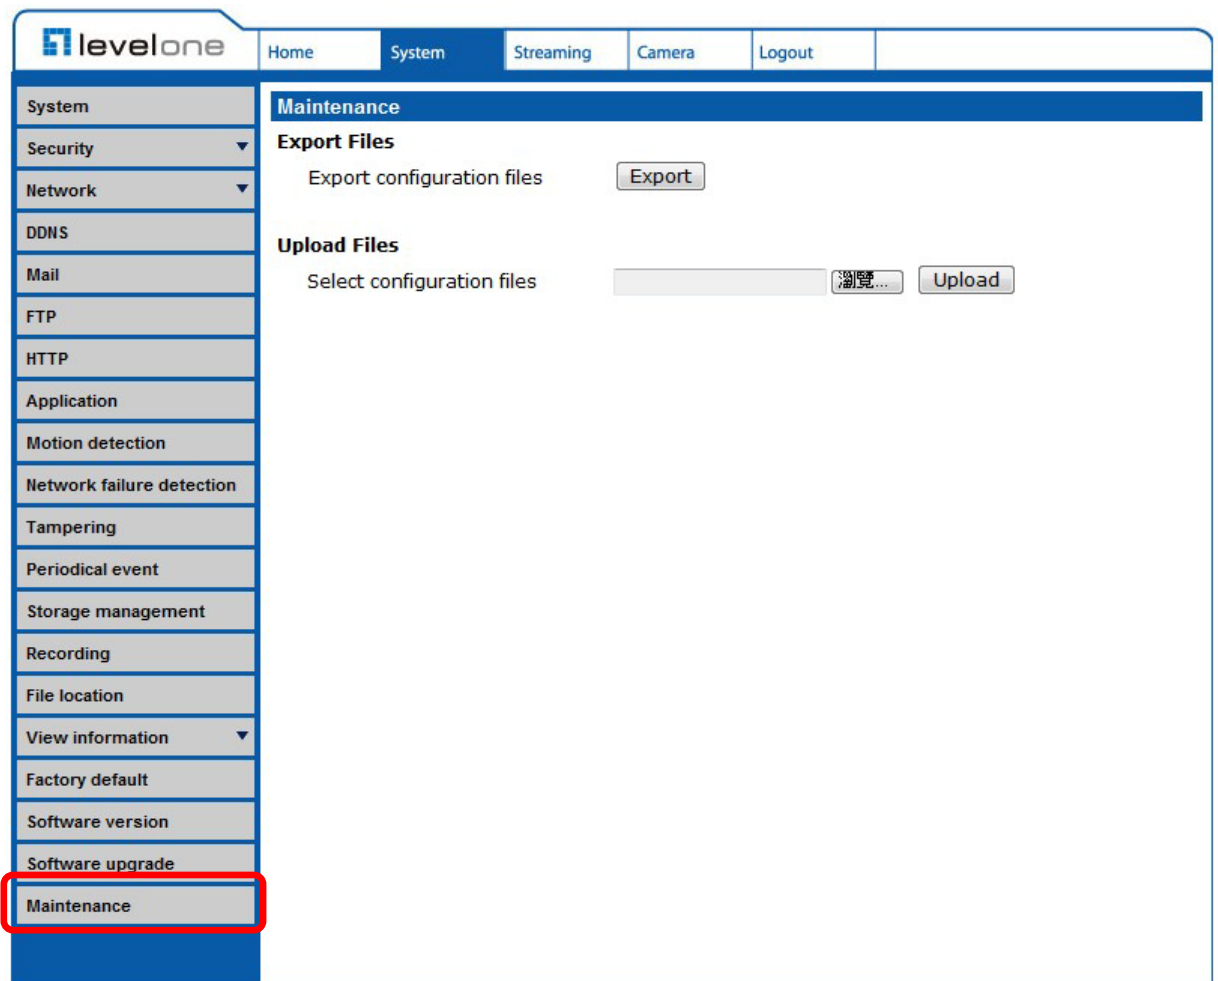 levelone
Home System Streaming Camera Logout
System
Security
Network
DDNS
Mail
FTP
HTTP
Application
Motion detection
Network failure detection
Tampering
Periodical event
Storage management
Recording
File location
View information
Factory default
Software version
Software upgrade
Maintenance
Maintenance
Export Files
Export configuration files Export
Upload Files
Select configuration files 瀏覽... Upload